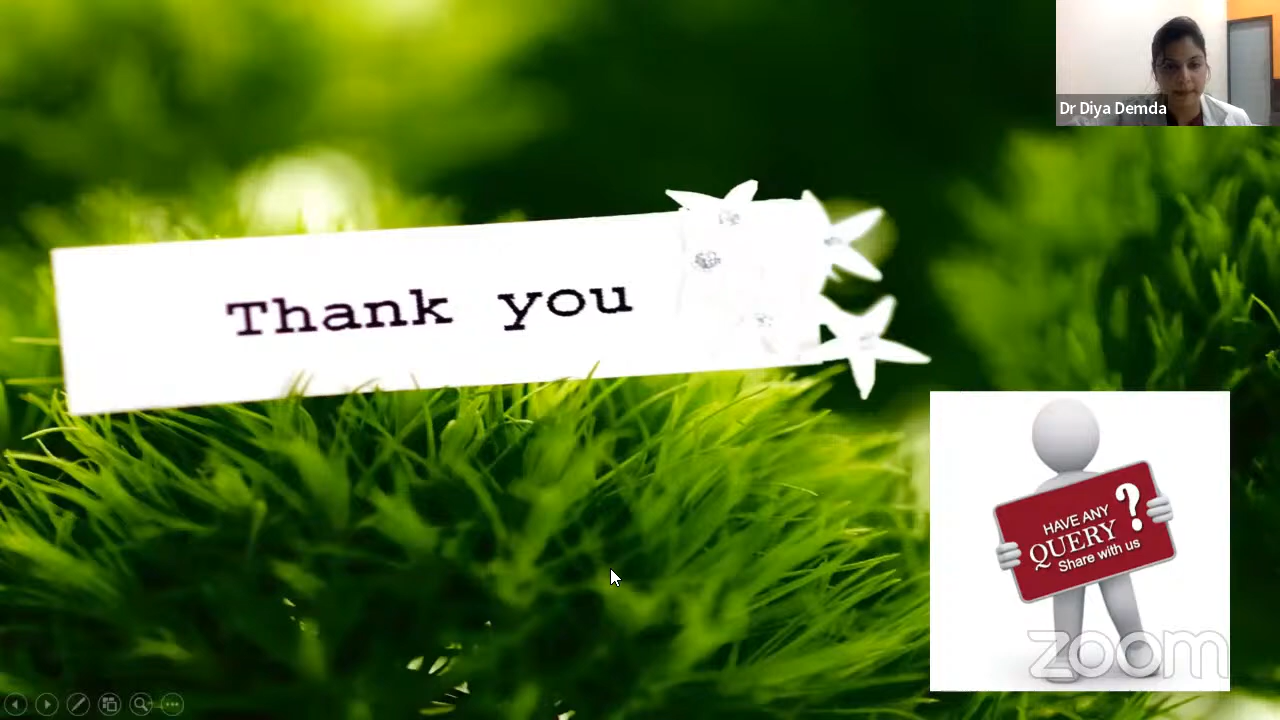 Dr Diya Demda
Thank you
HAVE ANY
QUERY ?
Share with us
zoom